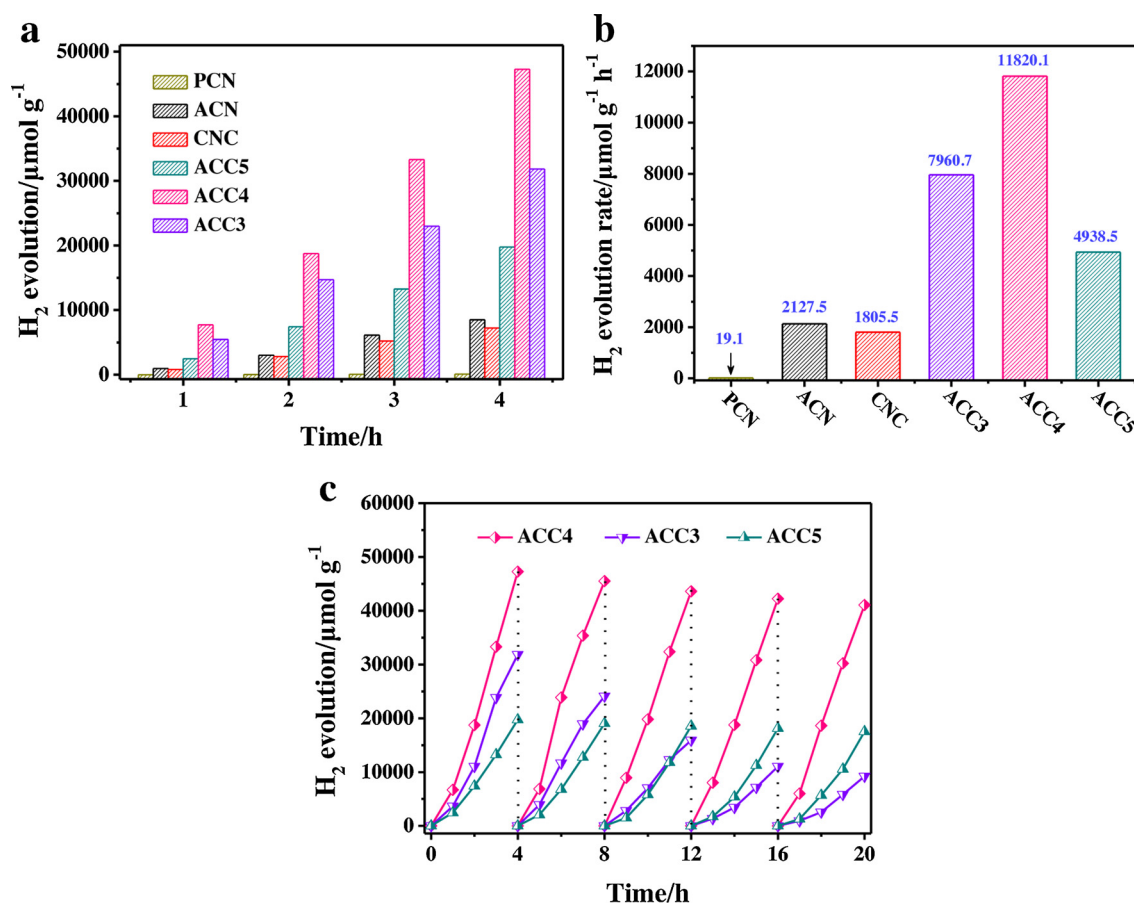 a
H₂ evolution/µmol g⁻¹
50000
40000
30000
20000
10000
0
PCN
ACN
CNC
ACC5
ACC4
ACC3
1 2 3 4
Time/h
b
H₂ evolution rate/µmol g⁻¹ h⁻¹
12000
10000
8000
6000
4000
2000
0
19.1
2127.5
1805.5
7960.7
11820.1
4938.5
PCN ACN CNC ACC3 ACC4 ACC5
c
H₂ evolution/µmol g⁻¹
60000
50000
40000
30000
20000
10000
0
ACC4 ACC3 ACC5
0 4 8 12 16 20
Time/h